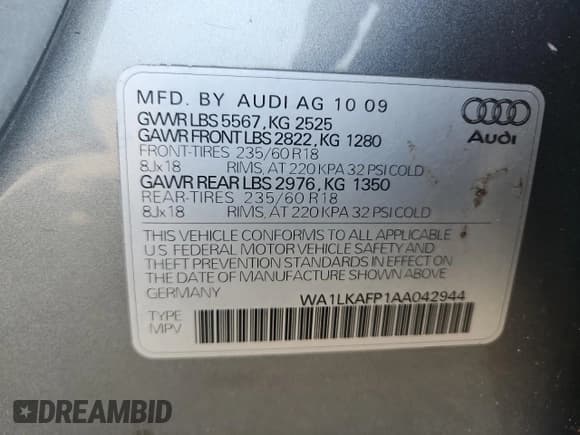 MFD. BY AUDI AG 10 09
GVWR LBS 5567, KG 2525
GAWR FRONT LBS 2822, KG 1280
FRONT-TIRES 235/60 R18
8Jx18 RIMS, AT 220 KPA 32 PSI COLD
GAWR REAR LBS 2976, KG 1350
REAR-TIRES 235/60 R18
8Jx18 RIMS, AT 220 KPA 32 PSI COLD
Audi
THIS VEHICLE CONFORMS TO ALL APPLICABLE
U S FEDERAL MOTOR VEHICLE SAFETY AND
THEFT PREVENTION STANDARDS IN EFFECT ON
THE DATE OF MANUFACTURE SHOWN ABOVE
GERMANY WA1LKAFP1AA042944
TYPE
MPV
DREAMBID